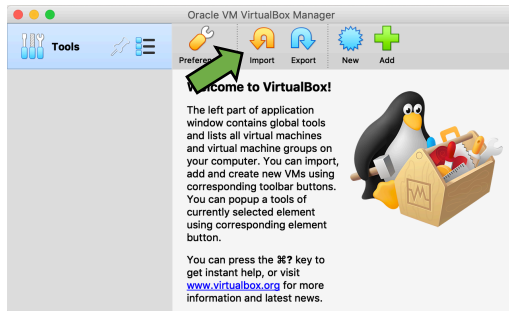 Oracle VM VirtualBox Manager
Tools
Import Export New Add
to VirtualBox!
The left part of application
window contains global tools
and lists all virtual machines
and virtual machine groups on
your computer. You can import,
add and create new VMs using
corresponding toolbar buttons.
You can popup a tools of
currently selected element
using corresponding element
button.
You can press the ⌘? key to
get instant help, or visit
www.virtualbox.org for more
information and latest news.